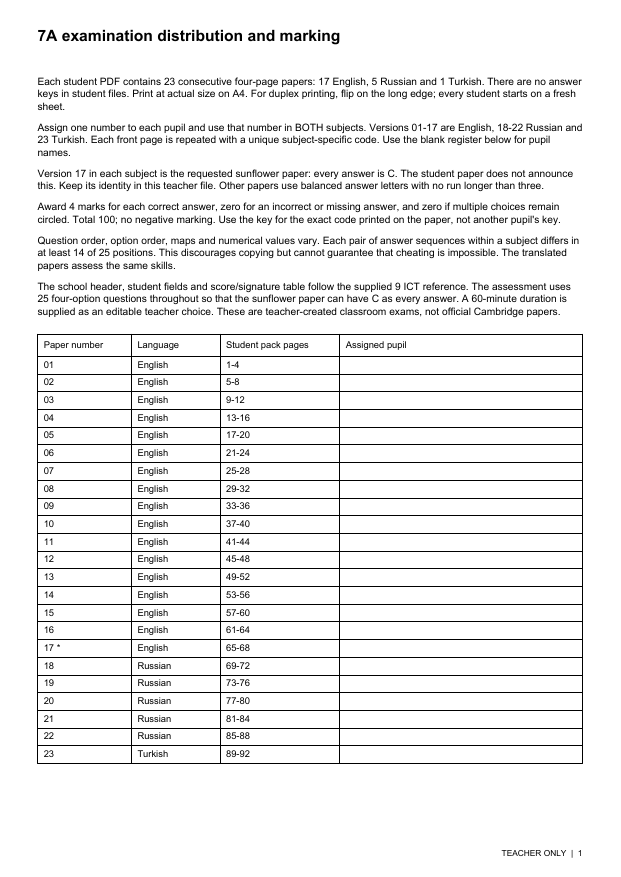 7A examination distribution and marking
Each student PDF contains 23 consecutive four-page papers: 17 English, 5 Russian and 1 Turkish. There are no answer
keys in student files. Print at actual size on A4. For duplex printing, flip on the long edge; every student starts on a fresh
sheet.
Assign one number to each pupil and use that number in BOTH subjects. Versions 01-17 are English, 18-22 Russian and
23 Turkish. Each front page is repeated with a unique subject-specific code. Use the blank register below for pupil
names.
Version 17 in each subject is the requested sunflower paper: every answer is C. The student paper does not announce
this. Keep its identity in this teacher file. Other papers use balanced answer letters with no run longer than three.
Award 4 marks for each correct answer, zero for an incorrect or missing answer, and zero if multiple choices remain
circled. Total 100; no negative marking. Use the key for the exact code printed on the paper, not another pupil's key.
Question order, option order, maps and numerical values vary. Each pair of answer sequences within a subject differs in
at least 14 of 25 positions. This discourages copying but cannot guarantee that cheating is impossible. The translated
papers assess the same skills.
The school header, student fields and score/signature table follow the supplied 9 ICT reference. The assessment uses
25 four-option questions throughout so that the sunflower paper can have C as every answer. A 60-minute duration is
supplied as an editable teacher choice. These are teacher-created classroom exams, not official Cambridge papers.
Paper number Language Student pack pages Assigned pupil
01 English 1-4
02 English 5-8
03 English 9-12
04 English 13-16
05 English 17-20
06 English 21-24
07 English 25-28
08 English 29-32
09 English 33-36
10 English 37-40
11 English 41-44
12 English 45-48
13 English 49-52
14 English 53-56
15 English 57-60
16 English 61-64
17 * English 65-68
18 Russian 69-72
19 Russian 73-76
20 Russian 77-80
21 Russian 81-84
22 Russian 85-88
23 Turkish 89-92
TEACHER ONLY | 1